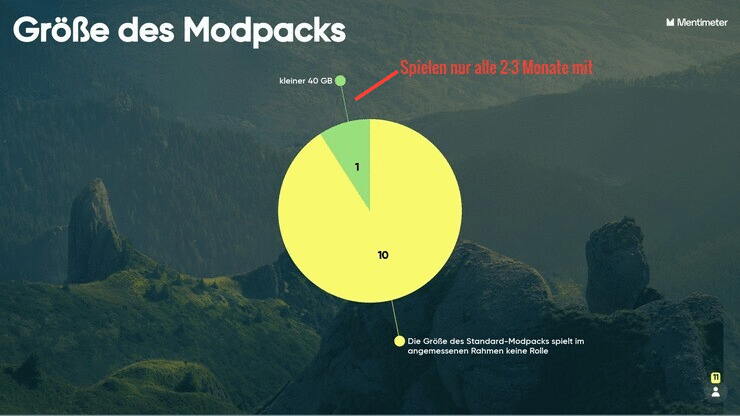 Größe des Modpacks
Mentimeter
Spielen nur alle 2-3 Monate mit
kleiner 40 GB
1
10
Die Größe des Standard-Modpacks spielt im
angemessenen Rahmen keine Rolle
11